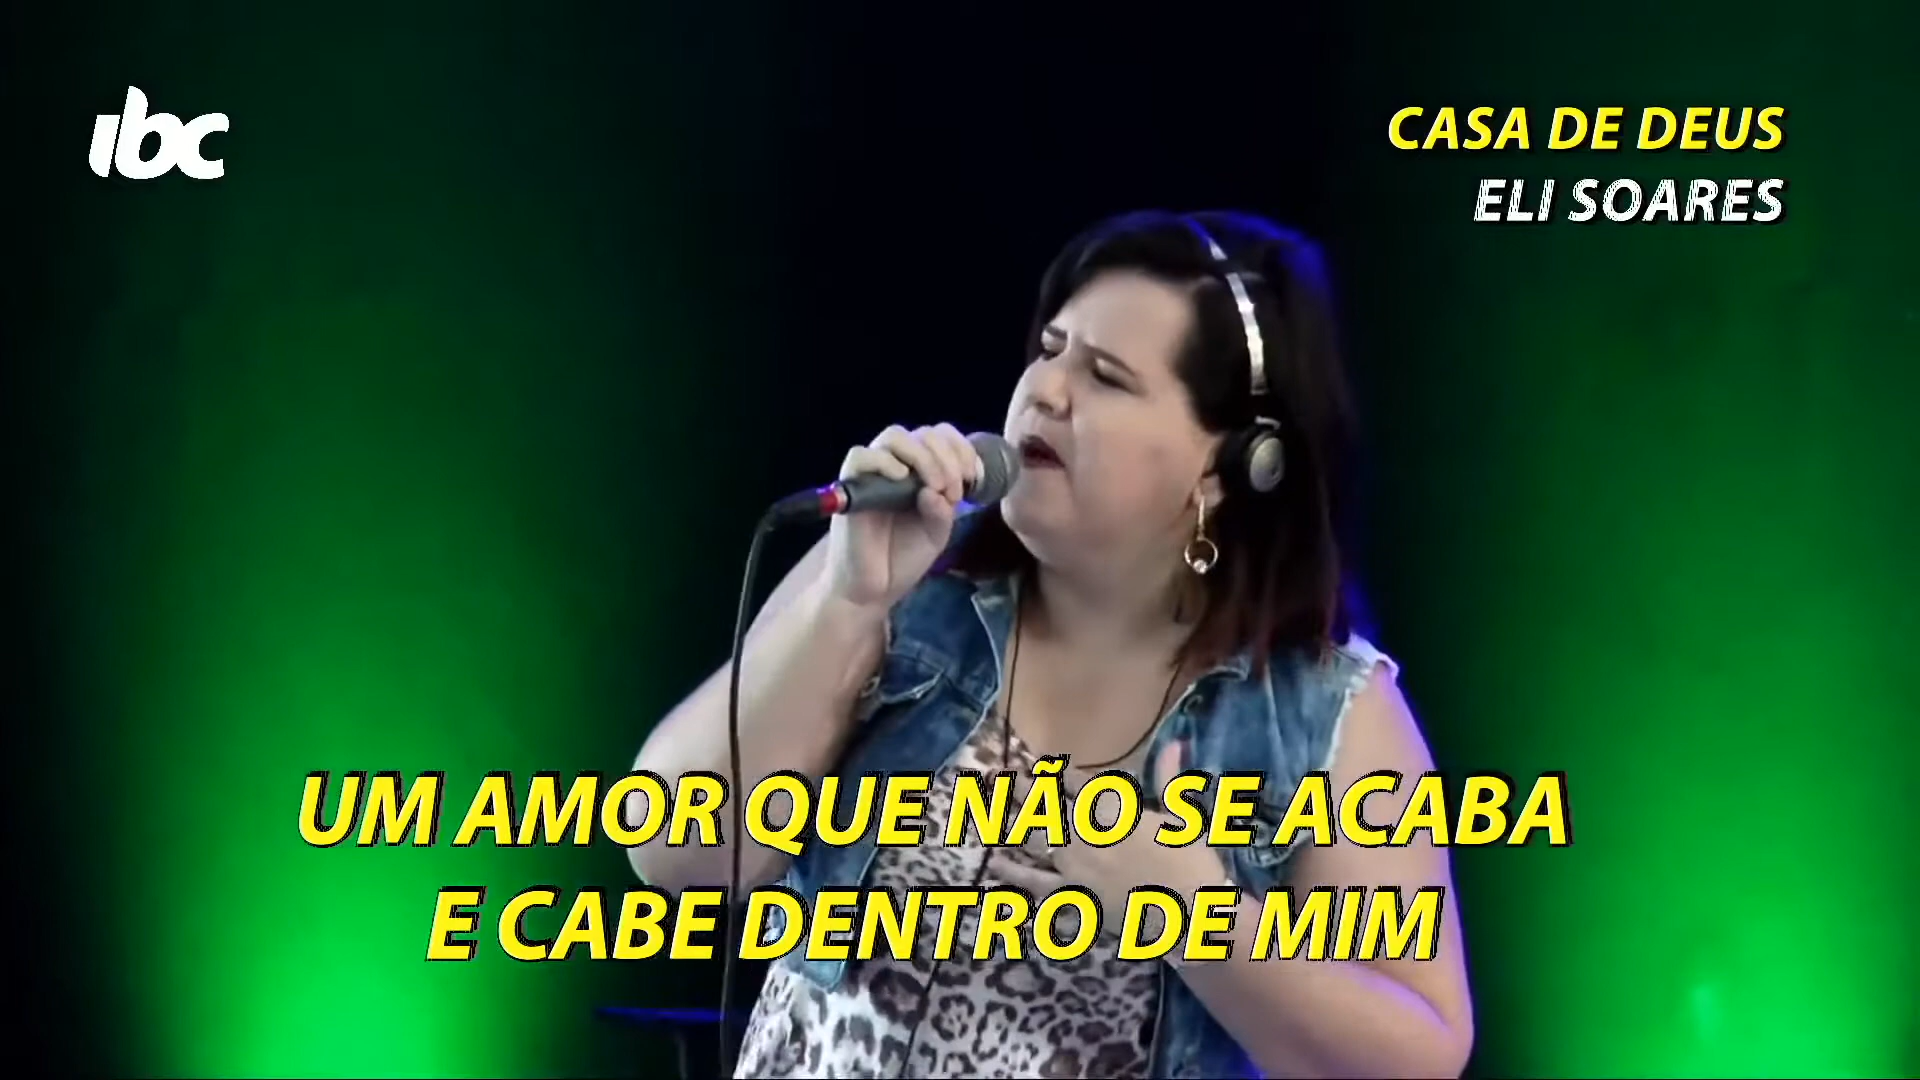 ibc
CASA DE DEUS
ELI SOARES
UM AMOR QUE NÃO SE ACABA
E CABE DENTRO DE MIM